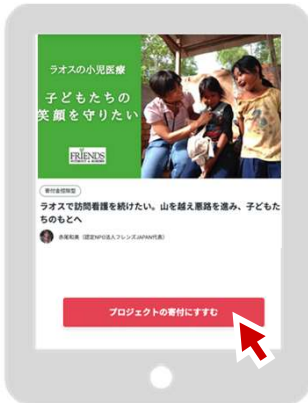 ラオスの小児医療
子どもたちの
笑顔を守りたい
FRIENDS
WITHOUT A BORDER
寄付金控除型
ラオスで訪問看護を続けたい。山を越え悪路を進み、子どもた
ちのもとへ
赤尾和美（認定NPO法人フレンズJAPAN代表）
プロジェクトの寄付にすすむ